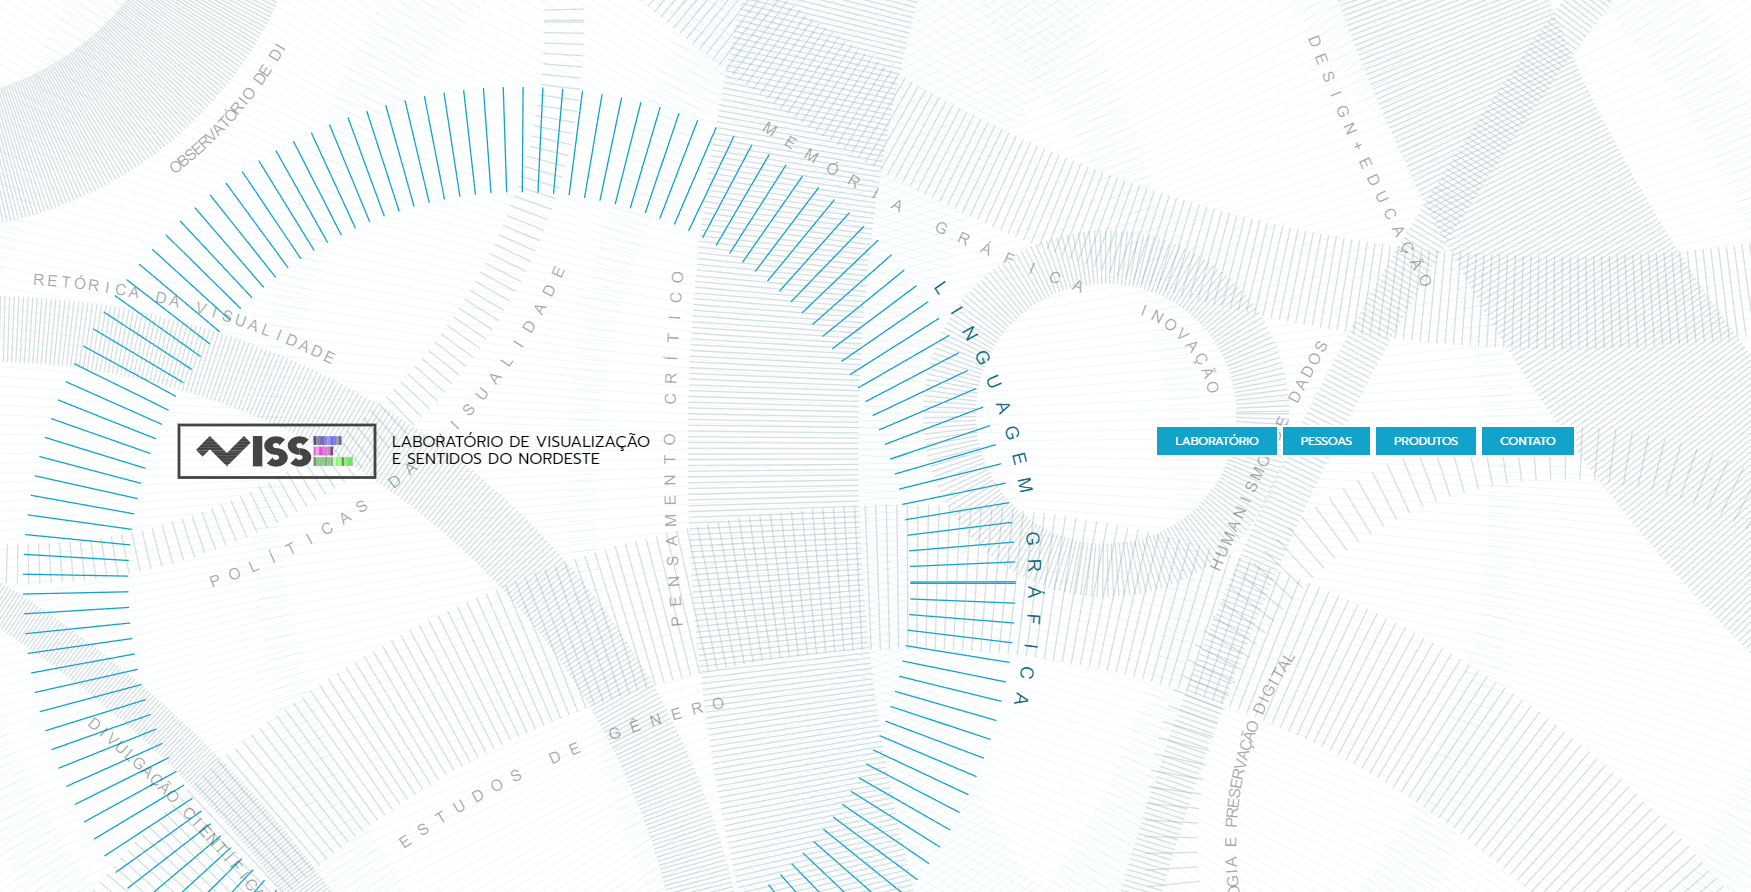 OBSERVATÓRIO DE DI
MEMÓRIA GRÁFICA
DESIGN+EDUCAÇÃO
RETÓRICA DA VISUALIDADE
POLÍTICAS DA VISUALIDADE
PENSAMENTO CRÍTICO
LINGUAGEM GRÁFICA
INOVAÇÃO
HUMANISMO DE DADOS
VISSE
LABORATÓRIO DE VISUALIZAÇÃO
E SENTIDOS DO NORDESTE
LABORATÓRIO
PESSOAS
PRODUTOS
CONTATO
ESTUDOS DE GÊNERO
DIVULGAÇÃO CIENTÍFICA
GIA E PRESERVAÇÃO DIGITAL